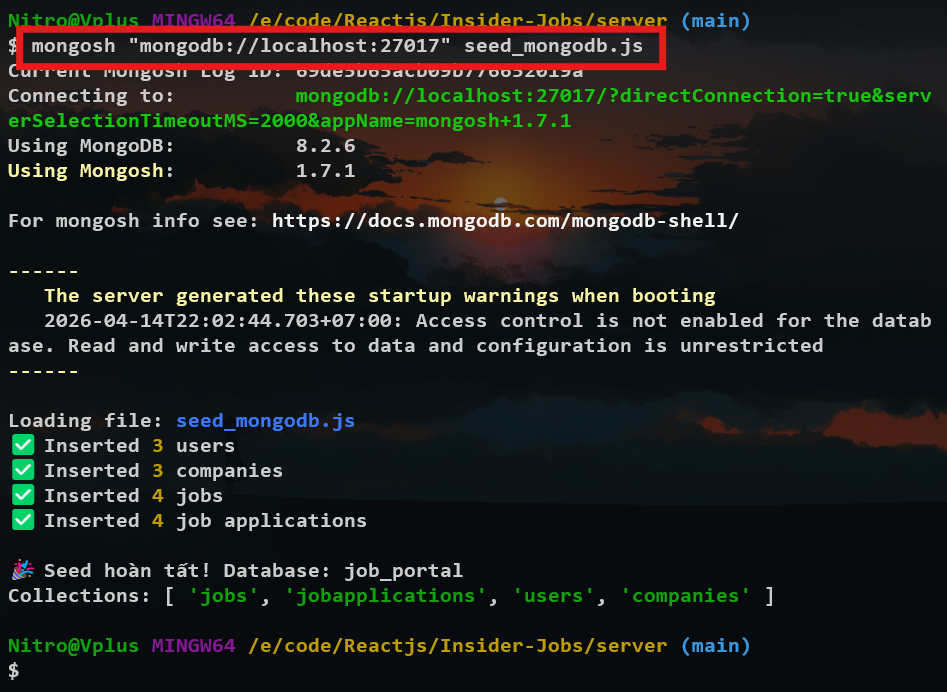 Nitro@Vplus MINGW64 /e/code/Reactjs/Insider-Jobs/server (main)
$ mongosh "mongodb://localhost:27017" seed_mongodb.js
Current Mongosh Log ID: 69de5b65acb09b776652019a
Connecting to: mongodb://localhost:27017/?directConnection=true&serv
erSelectionTimeoutMS=2000&appName=mongosh+1.7.1
Using MongoDB: 8.2.6
Using Mongosh: 1.7.1
For mongosh info see: https://docs.mongodb.com/mongodb-shell/
------
The server generated these startup warnings when booting
2026-04-14T22:02:44.703+07:00: Access control is not enabled for the datab
ase. Read and write access to data and configuration is unrestricted
------
Loading file: seed_mongodb.js
✅ Inserted 3 users
✅ Inserted 3 companies
✅ Inserted 4 jobs
✅ Inserted 4 job applications
🎉 Seed hoàn tất! Database: job_portal
Collections: [ 'jobs', 'jobapplications', 'users', 'companies' ]
Nitro@Vplus MINGW64 /e/code/Reactjs/Insider-Jobs/server (main)
$